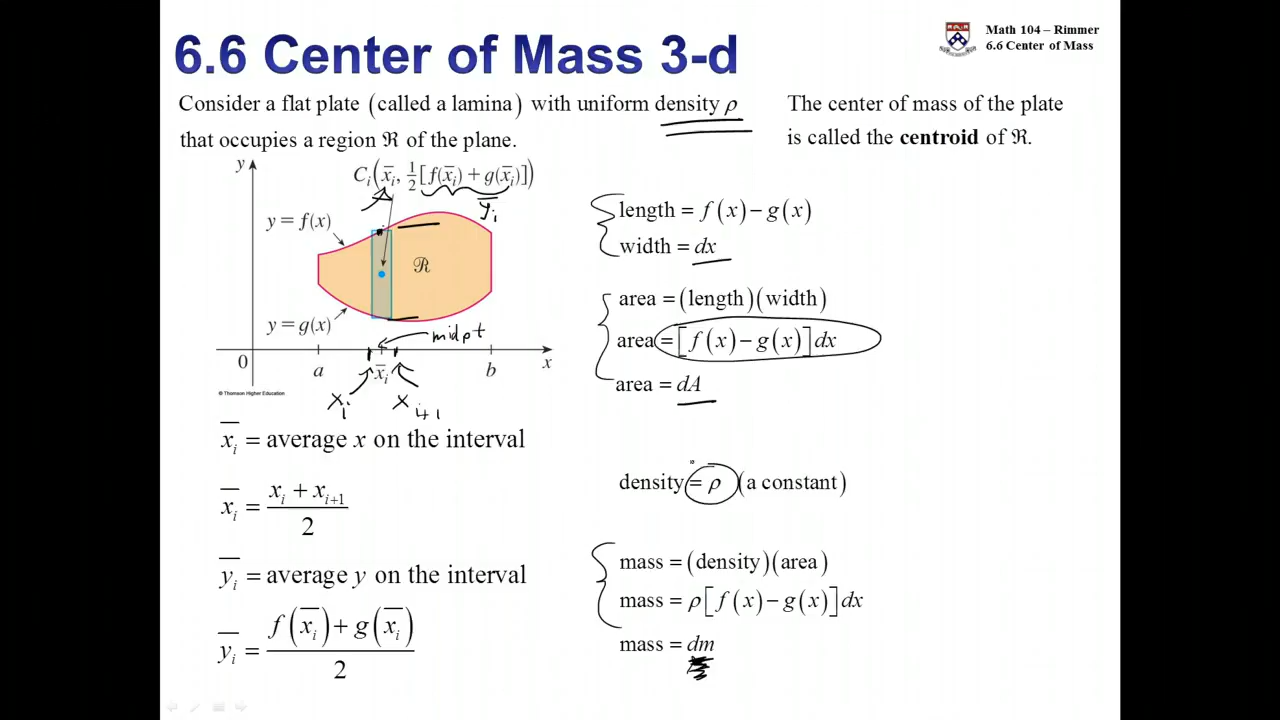 6.6 Center of Mass 3-d
Math 104 – Rimmer
6.6 Center of Mass
Consider a flat plate (called a lamina) with uniform density ρ
that occupies a region ℜ of the plane.
The center of mass of the plate
is called the centroid of ℜ.
y
C_i(x̄_i, ½[f(x̄_i) + g(x̄_i)])
ȳ_i
y = f(x)
ℜ
y = g(x)
midpt
0 a x̄_i b x
x_i x_{i+1}
© Thomson Higher Education
x̄_i = average x on the interval
x̄_i = (x_i + x_{i+1}) / 2
ȳ_i = average y on the interval
ȳ_i = (f(x̄_i) + g(x̄_i)) / 2
length = f(x) − g(x)
width = dx
area = (length)(width)
area = [f(x) − g(x)]dx
area = dA
density = ρ (a constant)
mass = (density)(area)
mass = ρ[f(x) − g(x)]dx
mass = dm